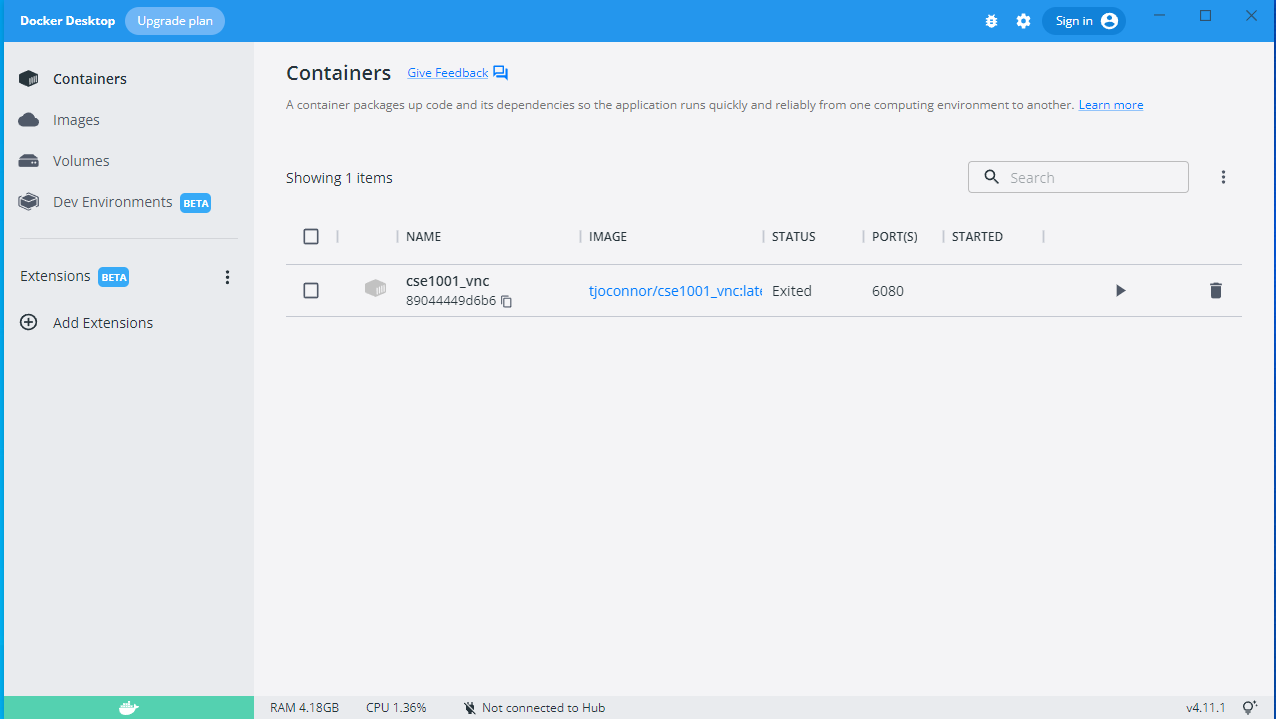 Docker Desktop Upgrade plan Sign in
Containers
Images
Volumes
Dev Environments BETA
Extensions BETA
Add Extensions
Containers Give Feedback
A container packages up code and its dependencies so the application runs quickly and reliably from one computing environment to another. Learn more
Showing 1 items Search
NAME IMAGE STATUS PORT(S) STARTED
cse1001_vnc
89044449d6b6 tjoconnor/cse1001_vnc:late Exited 6080
RAM 4.18GB CPU 1.36% Not connected to Hub v4.11.1